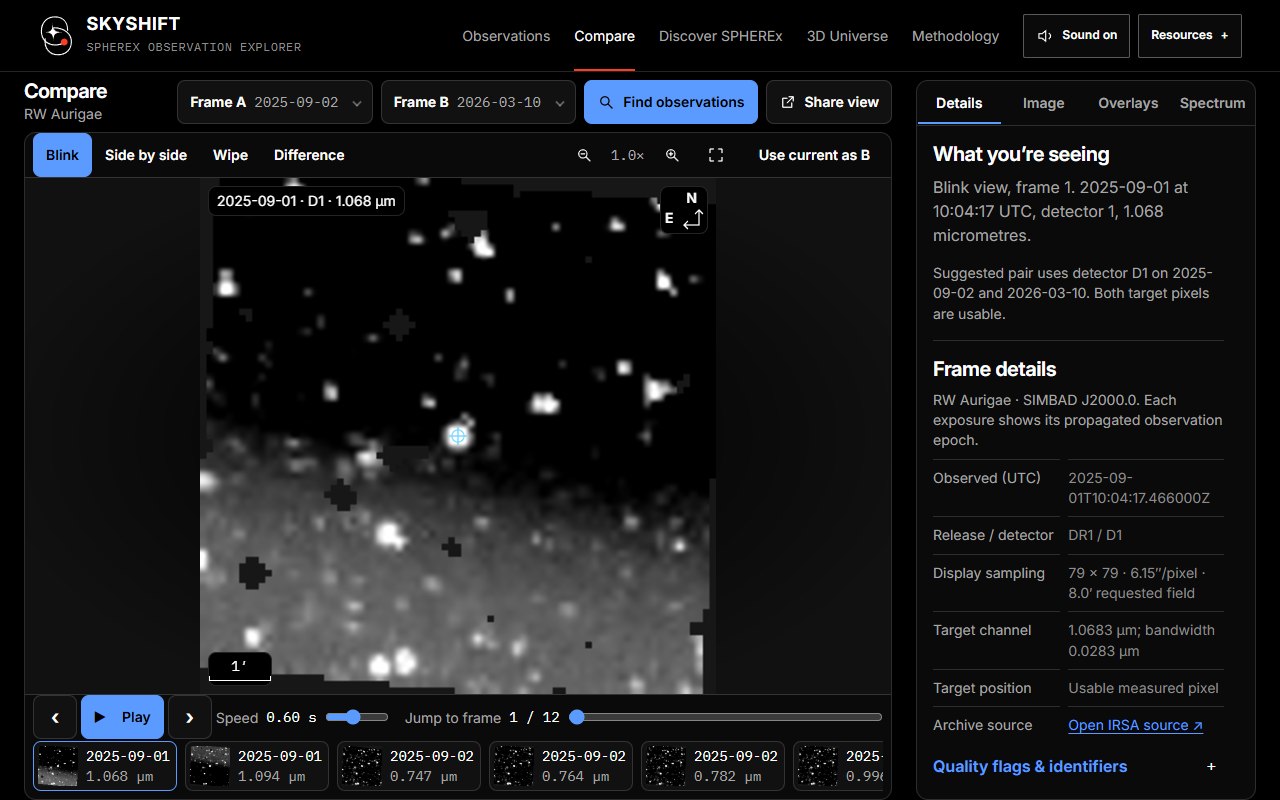 SKYSHIFT
SPHEREX OBSERVATION EXPLORER
Observations
Compare
Discover SPHEREx
3D Universe
Methodology
Sound on
Resources +
Compare
RW Aurigae
Frame A 2025-09-02
Frame B 2026-03-10
Find observations
Share view
Blink
Side by side
Wipe
Difference
1.0×
Use current as B
2025-09-01 · D1 · 1.068 µm
N
E
1′
‹
Play
›
Speed 0.60 s
Jump to frame 1 / 12
2025-09-01
1.068 µm
2025-09-01
1.094 µm
2025-09-02
0.747 µm
2025-09-02
0.764 µm
2025-09-02
0.782 µm
2025-
0.996
Details
Image
Overlays
Spectrum
What you’re seeing
Blink view, frame 1. 2025-09-01 at
10:04:17 UTC, detector 1, 1.068
micrometres.
Suggested pair uses detector D1 on 2025-
09-02 and 2026-03-10. Both target pixels
are usable.
Frame details
RW Aurigae · SIMBAD J2000.0. Each
exposure shows its propagated observation
epoch.
Observed (UTC)
2025-09-
01T10:04:17.466000Z
Release / detector
DR1 / D1
Display sampling
79 × 79 · 6.15″/pixel ·
8.0′ requested field
Target channel
1.0683 µm; bandwidth
0.0283 µm
Target position
Usable measured pixel
Archive source
Open IRSA source ↗
Quality flags & identifiers +